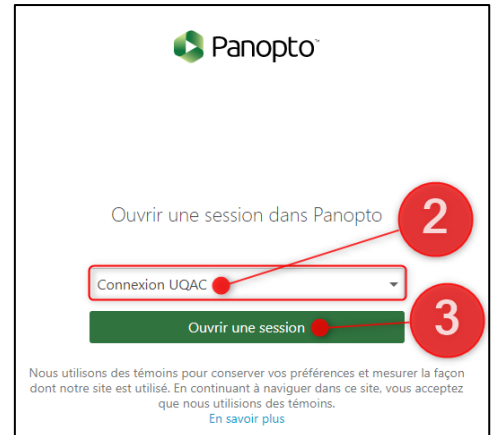 Panopto™
Ouvrir une session dans Panopto
2
Connexion UQAC
3
Ouvrir une session
Nous utilisons des témoins pour conserver vos préférences et mesurer la façon
dont notre site est utilisé. En continuant à naviguer dans ce site, vous acceptez
que nous utilisions des témoins.
En savoir plus